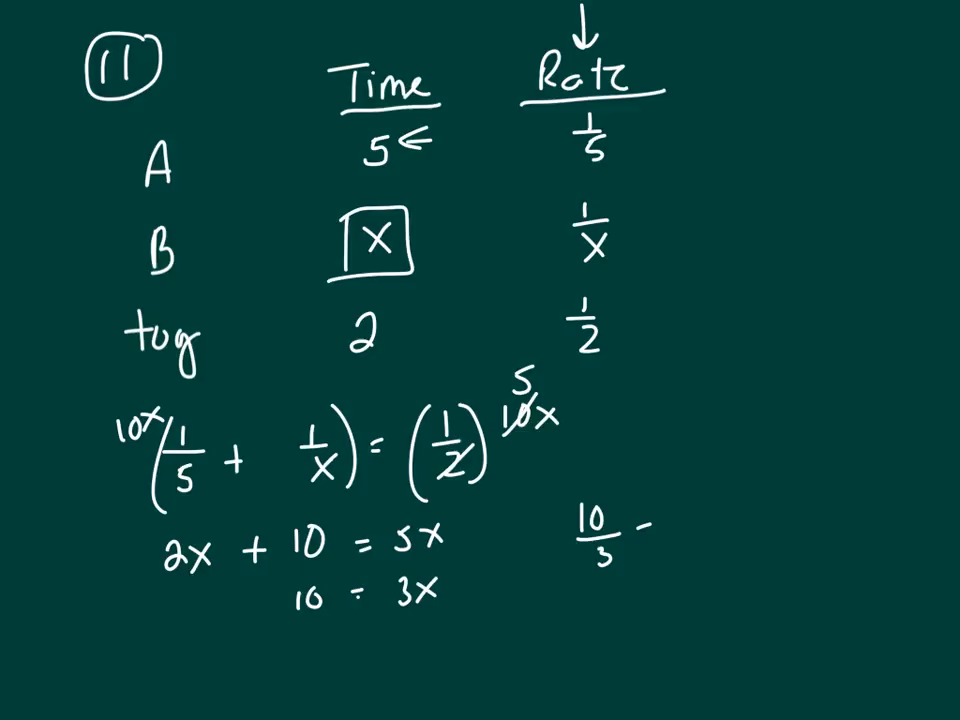 11
Time Rate
A 5 1/5
B x 1/x
tog 2 1/2
10x(1/5 + 1/x) = (1/2) 10x 5
2x + 10 = 5x 10/3 =
10 = 3x